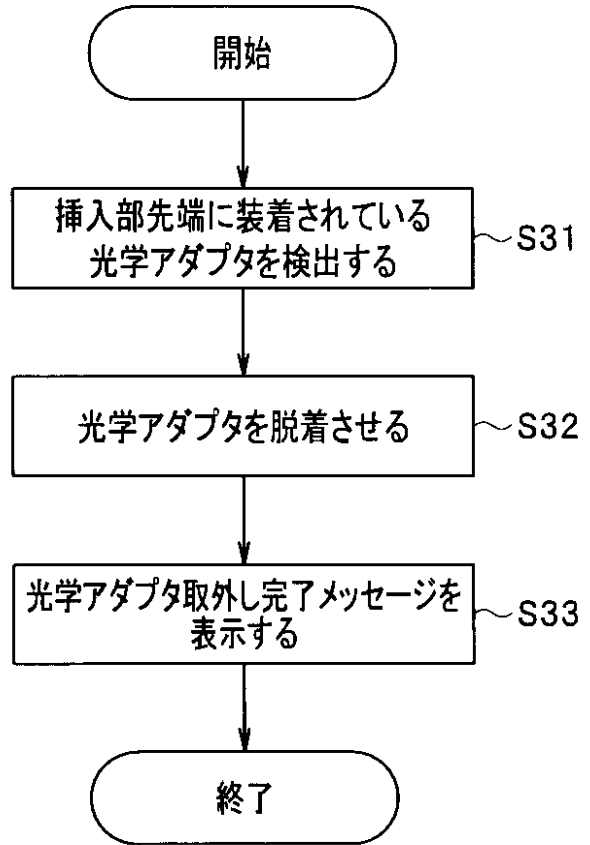 開始
挿入部先端に装着されている
光学アダプタを検出する
S31
光学アダプタを脱着させる
S32
光学アダプタ取外し完了メッセージを
表示する
S33
終了